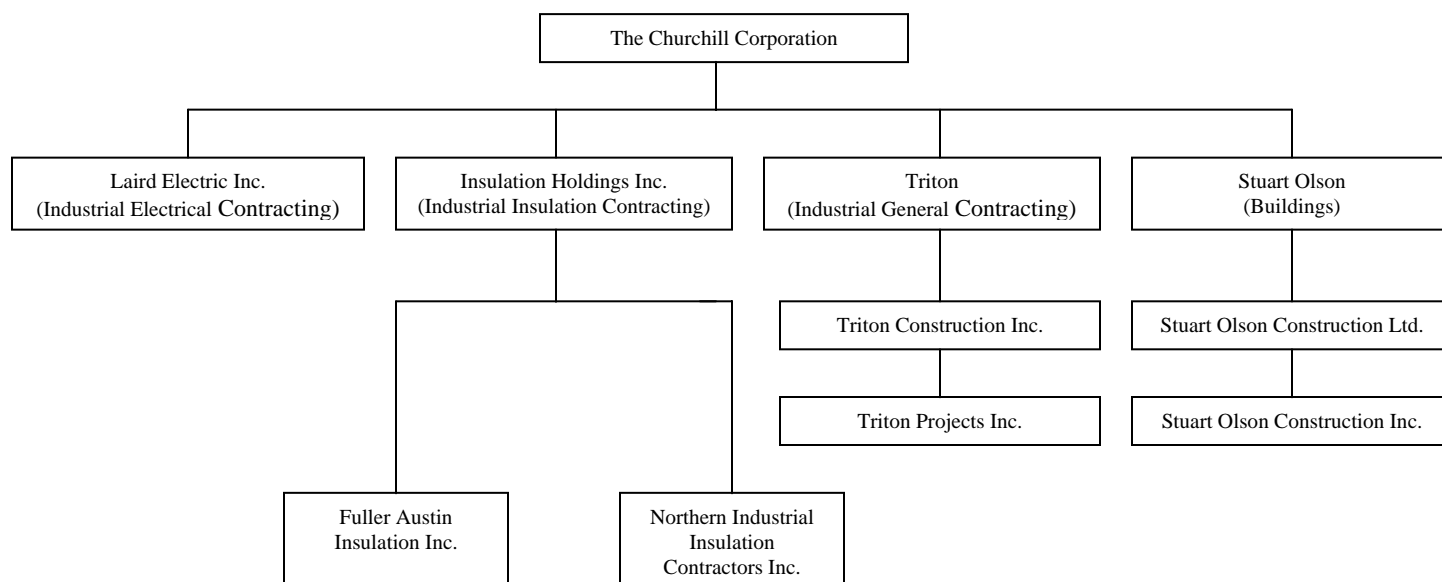 The Churchill Corporation
Laird Electric Inc.
(Industrial Electrical Contracting)
Insulation Holdings Inc.
(Industrial Insulation Contracting)
Triton
(Industrial General Contracting)
Stuart Olson
(Buildings)
Triton Construction Inc.
Stuart Olson Construction Ltd.
Triton Projects Inc.
Stuart Olson Construction Inc.
Fuller Austin
Insulation Inc.
Northern Industrial
Insulation
Contractors Inc.